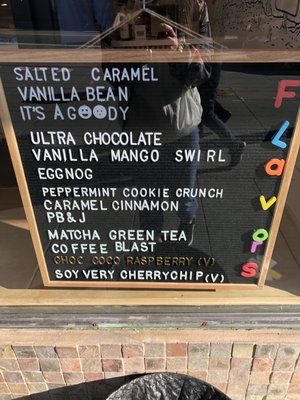 SALTED CARAMEL
VANILLA BEAN
IT'S A G☻☻DY
ULTRA CHOCOLATE
VANILLA MANGO SWIRL
EGGNOG
PEPPERMINT COOKIE CRUNCH
CARAMEL CINNAMON
PB&J
MATCHA GREEN TEA
COFFEE BLAST
CHOC COCO RASPBERRY (V)
SOY VERY CHERRYCHIP (V)
FLavors